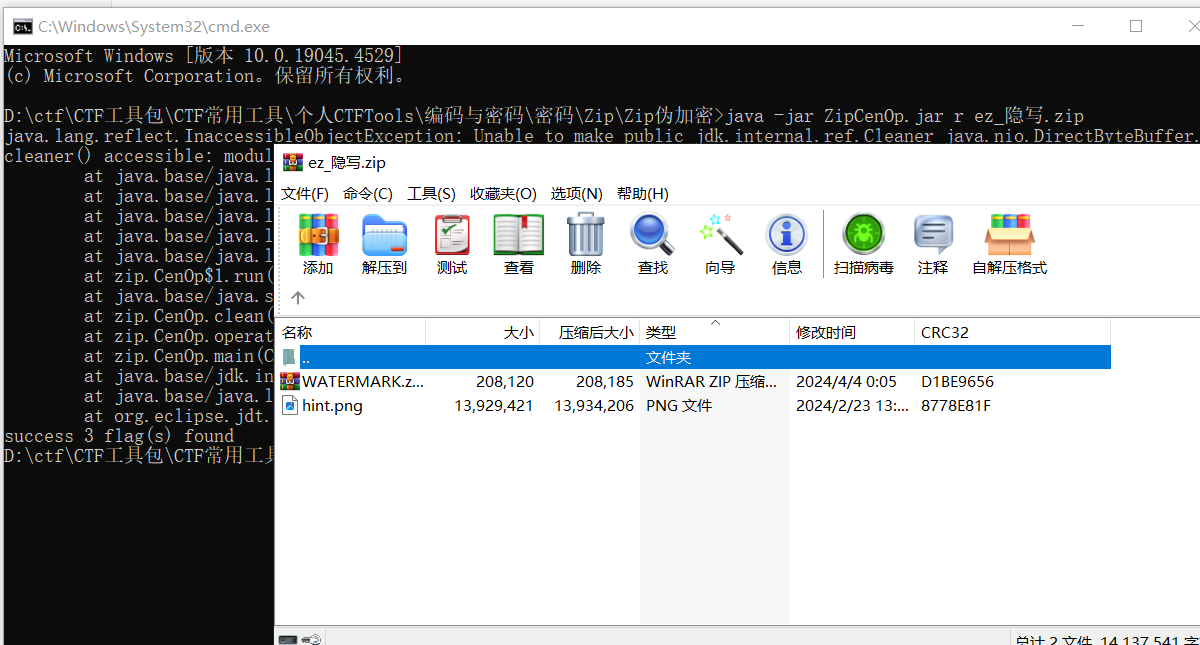 C:\Windows\System32\cmd.exe
Microsoft Windows [版本 10.0.19045.4529]
(c) Microsoft Corporation。保留所有权利。
D:\ctf\CTF工具包\CTF常用工具\个人CTFTools\编码与密码\密码\Zip\Zip伪加密>java -jar ZipCenOp.jar r ez_隐写.zip
java.lang.reflect.InaccessibleObjectException: Unable to make public jdk.internal.ref.Cleaner java.nio.DirectByteBuffer.
cleaner() accessible: modul
at java.base/java.l
at java.base/java.l
at java.base/java.l
at java.base/java.l
at java.base/java.l
at zip.CenOp$1.run(
at java.base/java.s
at zip.CenOp.clean(
at zip.CenOp.operat
at zip.CenOp.main(C
at java.base/jdk.in
at java.base/java.l
at org.eclipse.jdt.
success 3 flag(s) found
D:\ctf\CTF工具包\CTF常用工具
ez_隐写.zip
文件(F) 命令(C) 工具(S) 收藏夹(O) 选项(N) 帮助(H)
添加 解压到 测试 查看 删除 查找 向导 信息 扫描病毒 注释 自解压格式
名称 大小 压缩后大小 类型 修改时间 CRC32
.. 文件夹
WATERMARK.z... 208,120 208,185 WinRAR ZIP 压缩... 2024/4/4 0:05 D1BE9656
hint.png 13,929,421 13,934,206 PNG 文件 2024/2/23 13:... 8778E81F
总计 2 文件, 14,137,541 字